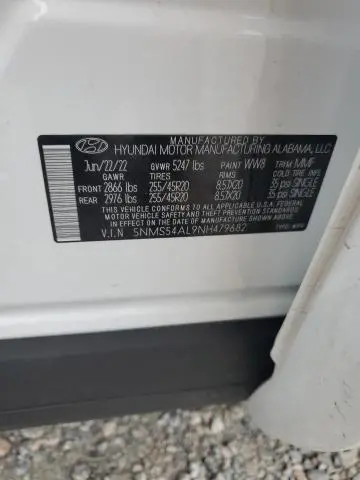 MANUFACTURED BY
HYUNDAI MOTOR MANUFACTURING ALABAMA, LLC
Jun/22/22 GVWR 5247 lbs PAINT WW8 TRIM MMF
GAWR TIRES RIMS COLD TIRE INF.
FRONT 2866 lbs 255/45R20 8.5JX20 35 psi SINGLE
REAR 2976 lbs 255/45R20 8.5JX20 35 psi SINGLE
THIS VEHICLE CONFORMS TO ALL APPLICABLE U.S.A. FEDERAL
MOTOR VEHICLE SAFETY AND THEFT PREVENTION STANDARDS
IN EFFECT ON THE DATE OF MANUFACTURE SHOWN ABOVE.
V.I.N 5NMS54AL9NH479682 TYPE: MPV